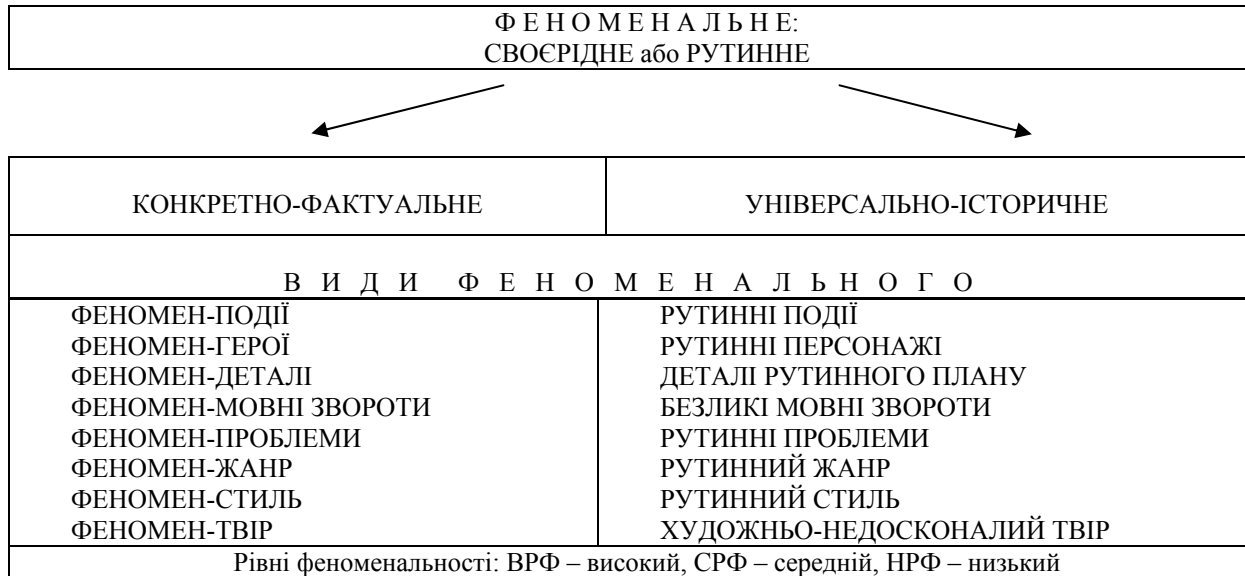 Ф Е Н О М Е Н А Л Ь Н Е:
СВОЄРІДНЕ або РУТИННЕ
КОНКРЕТНО-ФАКТУАЛЬНЕ УНІВЕРСАЛЬНО-ІСТОРИЧНЕ
В И Д И Ф Е Н О М Е Н А Л Ь Н О Г О
ФЕНОМЕН-ПОДІЇ РУТИННІ ПОДІЇ
ФЕНОМЕН-ГЕРОЇ РУТИННІ ПЕРСОНАЖІ
ФЕНОМЕН-ДЕТАЛІ ДЕТАЛІ РУТИННОГО ПЛАНУ
ФЕНОМЕН-МОВНІ ЗВОРОТИ БЕЗЛИКІ МОВНІ ЗВОРОТИ
ФЕНОМЕН-ПРОБЛЕМИ РУТИННІ ПРОБЛЕМИ
ФЕНОМЕН-ЖАНР РУТИННИЙ ЖАНР
ФЕНОМЕН-СТИЛЬ РУТИННИЙ СТИЛЬ
ФЕНОМЕН-ТВІР ХУДОЖНЬО-НЕДОСКОНАЛИЙ ТВІР
Рівні феноменальності: ВРФ – високий, СРФ – середній, НРФ – низький